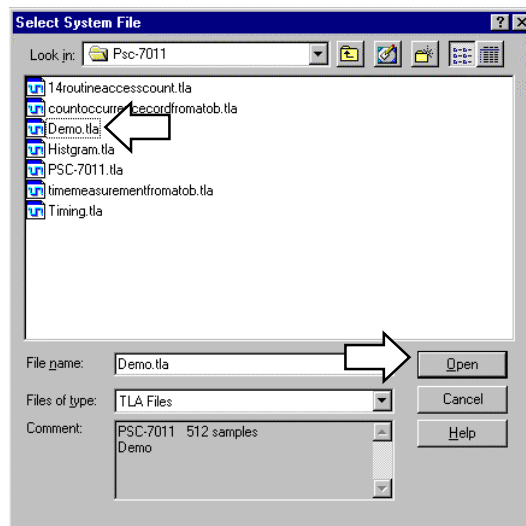 Select System File
Look in: Psc-7011
14routineaccesscount.tla
countoccurrencecordfromatob.tla
Demo.tla
Histgram.tla
PSC-7011.tla
timemeasurementfromatob.tla
Timing.tla
File name: Demo.tla Open
Files of type: TLA Files Cancel
Comment: PSC-7011 512 samples Help
Demo